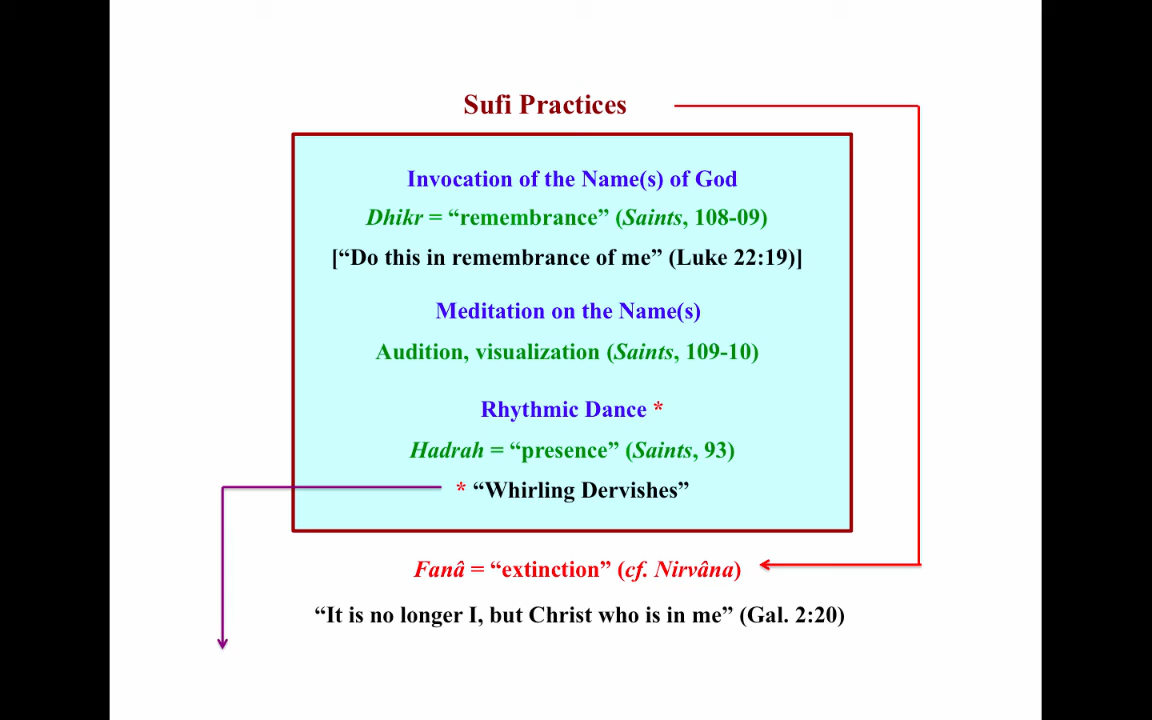 Sufi Practices
Invocation of the Name(s) of God
Dhikr = “remembrance” (Saints, 108-09)
[“Do this in remembrance of me” (Luke 22:19)]
Meditation on the Name(s)
Audition, visualization (Saints, 109-10)
Rhythmic Dance *
Hadrah = “presence” (Saints, 93)
* “Whirling Dervishes”
Fanâ = “extinction” (cf. Nirvâna)
“It is no longer I, but Christ who is in me” (Gal. 2:20)